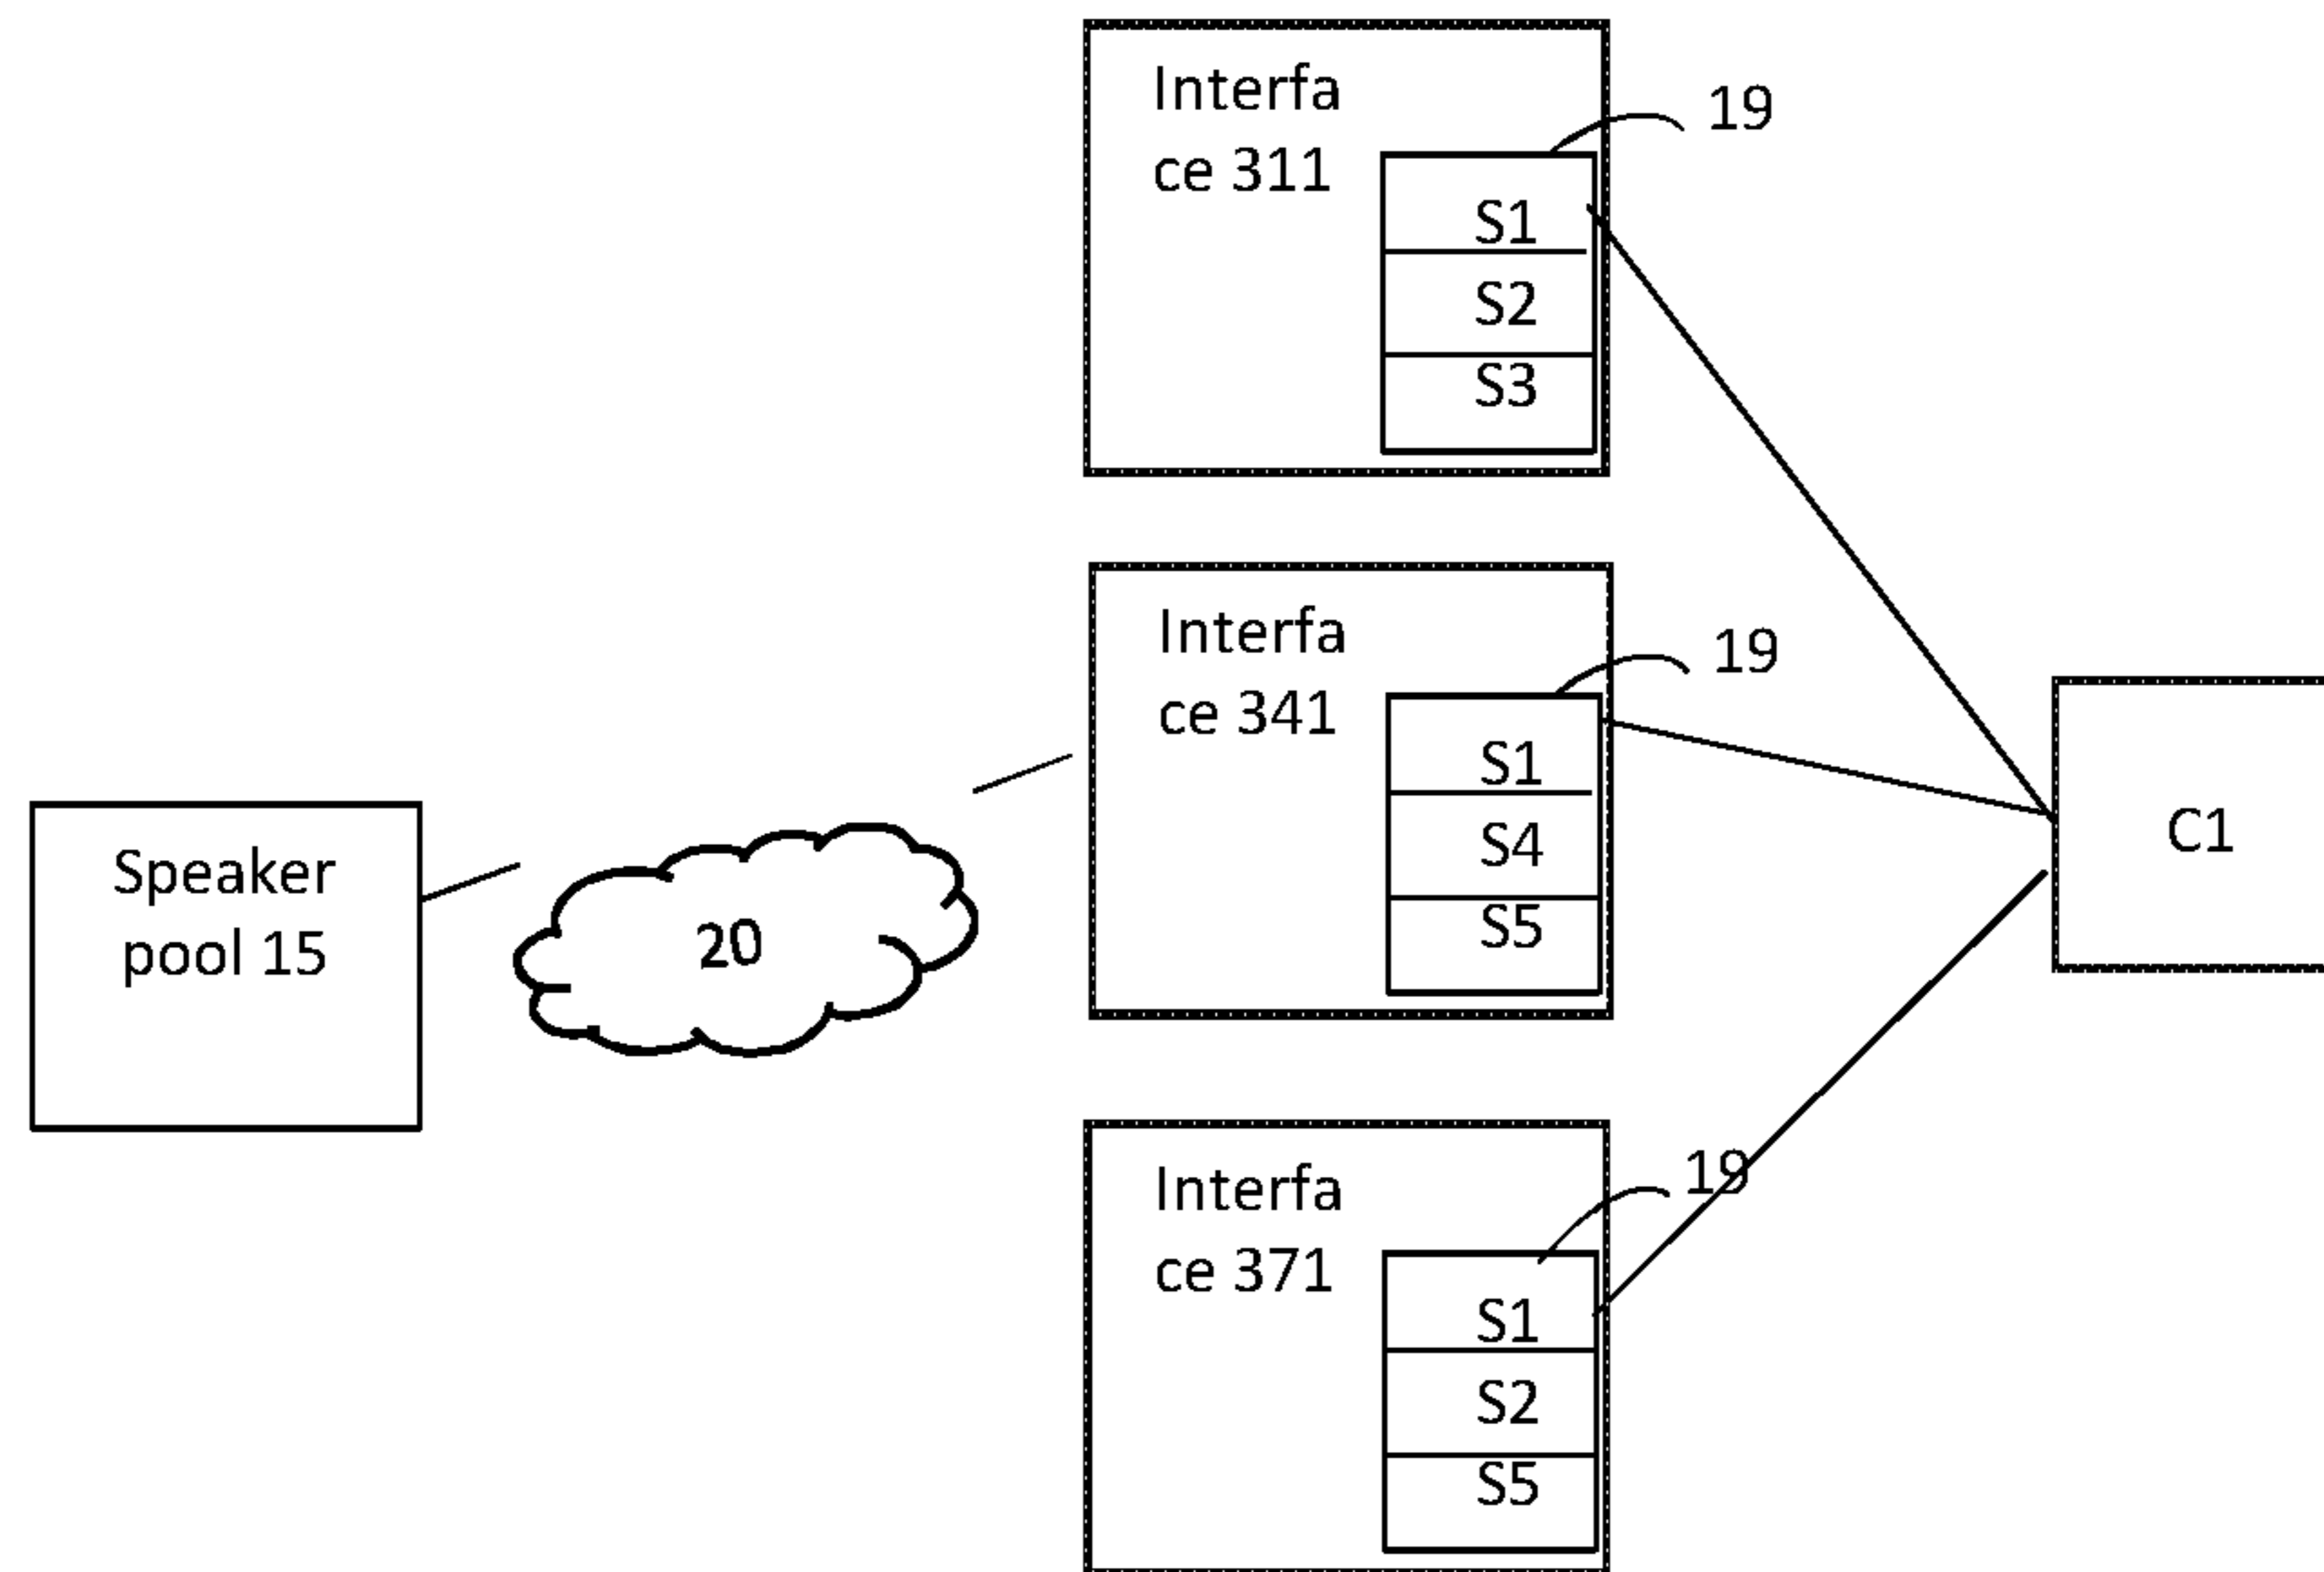 Interfa
ce 311
19
S1
S2
S3
Interfa
ce 341
19
S1
S4
S5
C1
Speaker
pool 15
20
Interfa
ce 371
19
S1
S2
S5